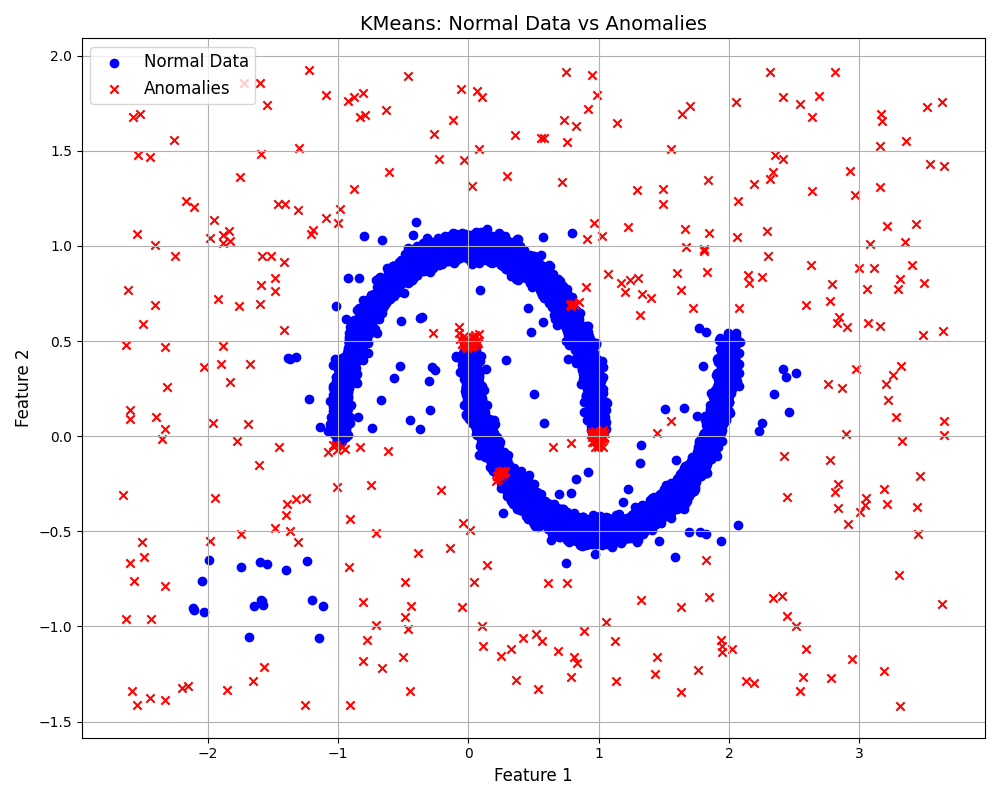 KMeans: Normal Data vs Anomalies
Normal Data
Anomalies
2.0
1.5
1.0
0.5
0.0
−0.5
−1.0
−1.5
Feature 2
−2 −1 0 1 2 3
Feature 1